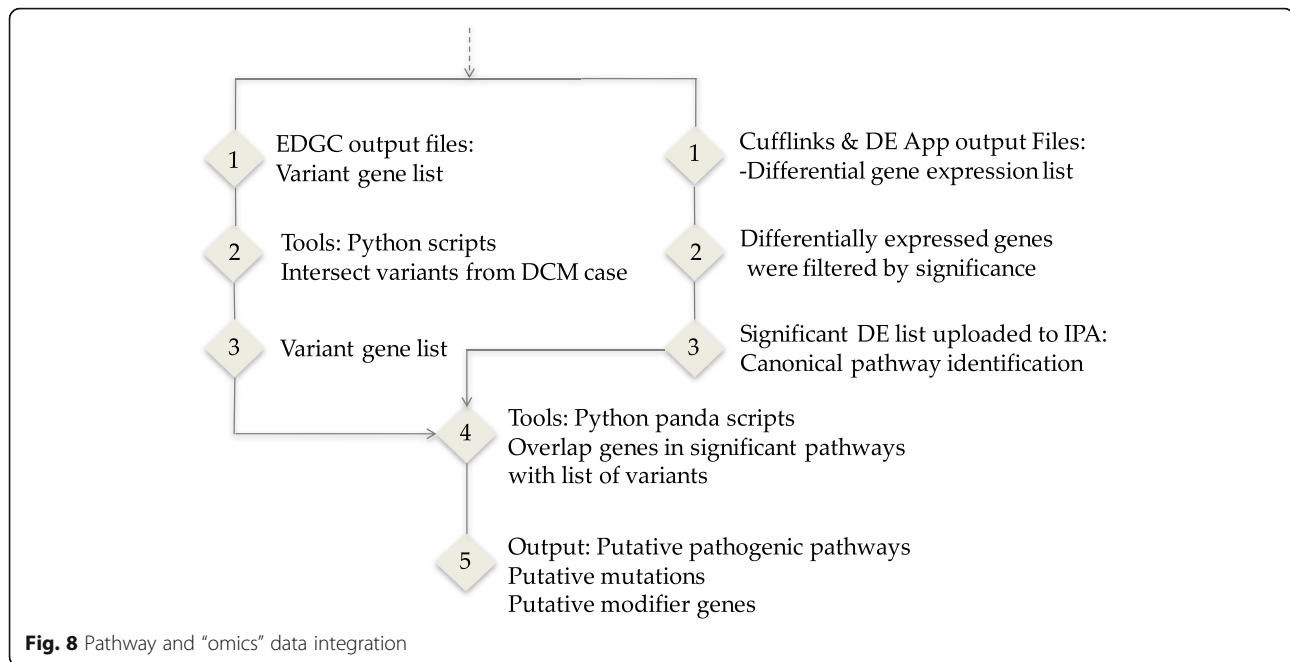 1
EDGC output files:
Variant gene list
2
Tools: Python scripts
Intersect variants from DCM case
3
Variant gene list
1
Cufflinks & DE App output Files:
-Differential gene expression list
2
Differentially expressed genes
were filtered by significance
3
Significant DE list uploaded to IPA:
Canonical pathway identification
4
Tools: Python panda scripts
Overlap genes in significant pathways
with list of variants
5
Output: Putative pathogenic pathways
Putative mutations
Putative modifier genes
Fig. 8 Pathway and “omics” data integration